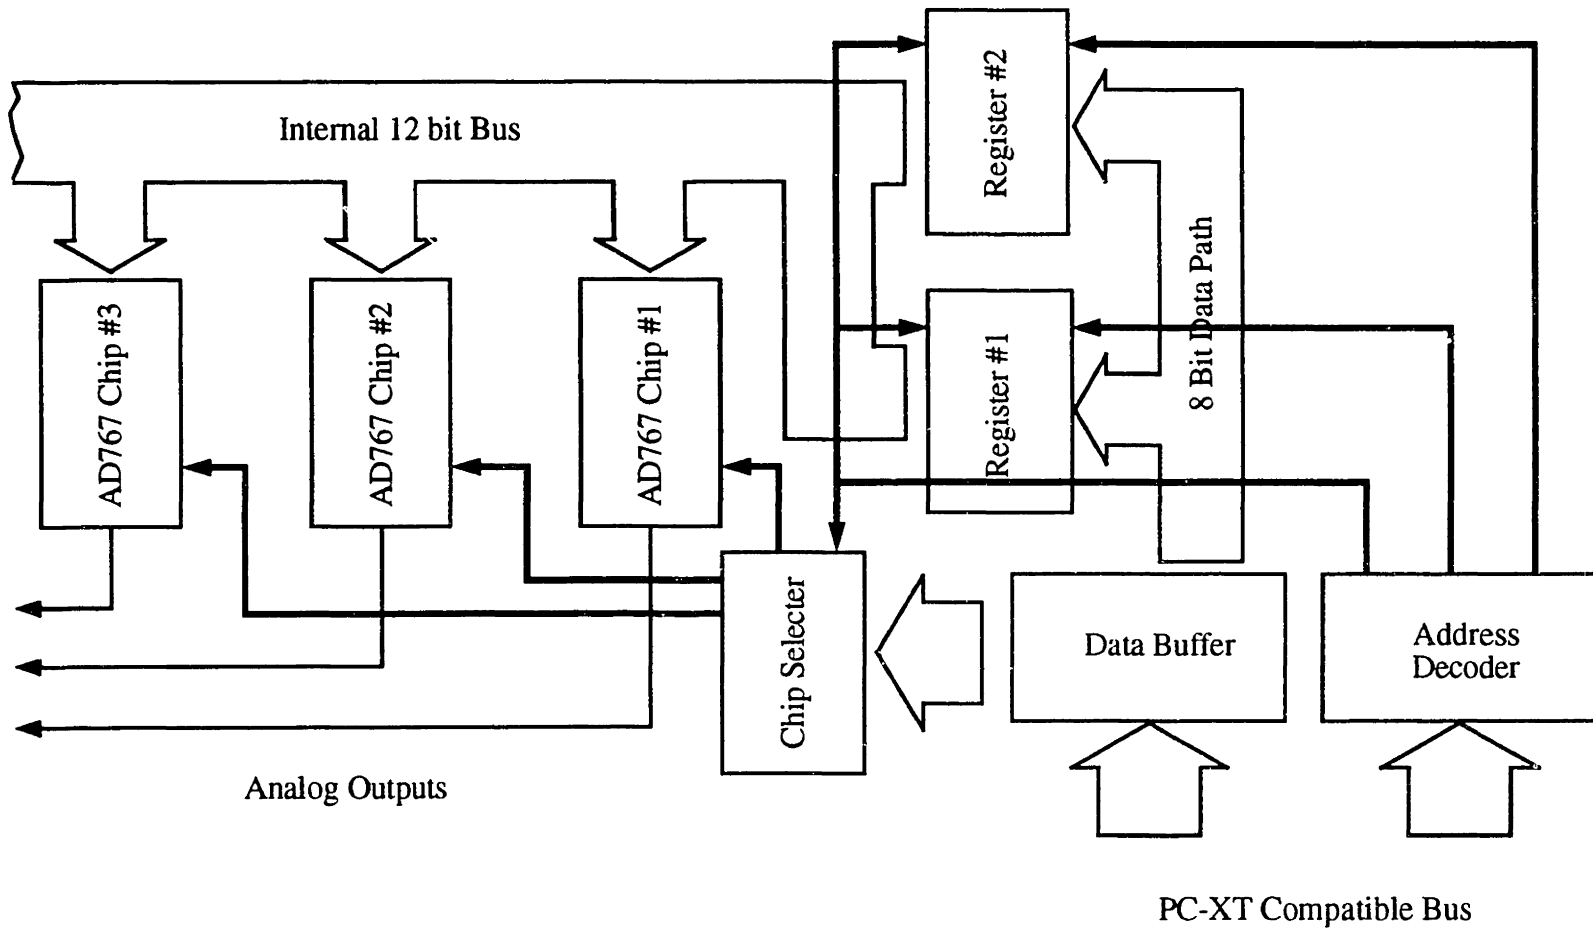 Internal 12 bit Bus
Register #2
8 Bit Data Path
AD767 Chip #3
AD767 Chip #2
AD767 Chip #1
Register #1
Chip Selecter
Data Buffer
Address
Decoder
Analog Outputs
PC-XT Compatible Bus